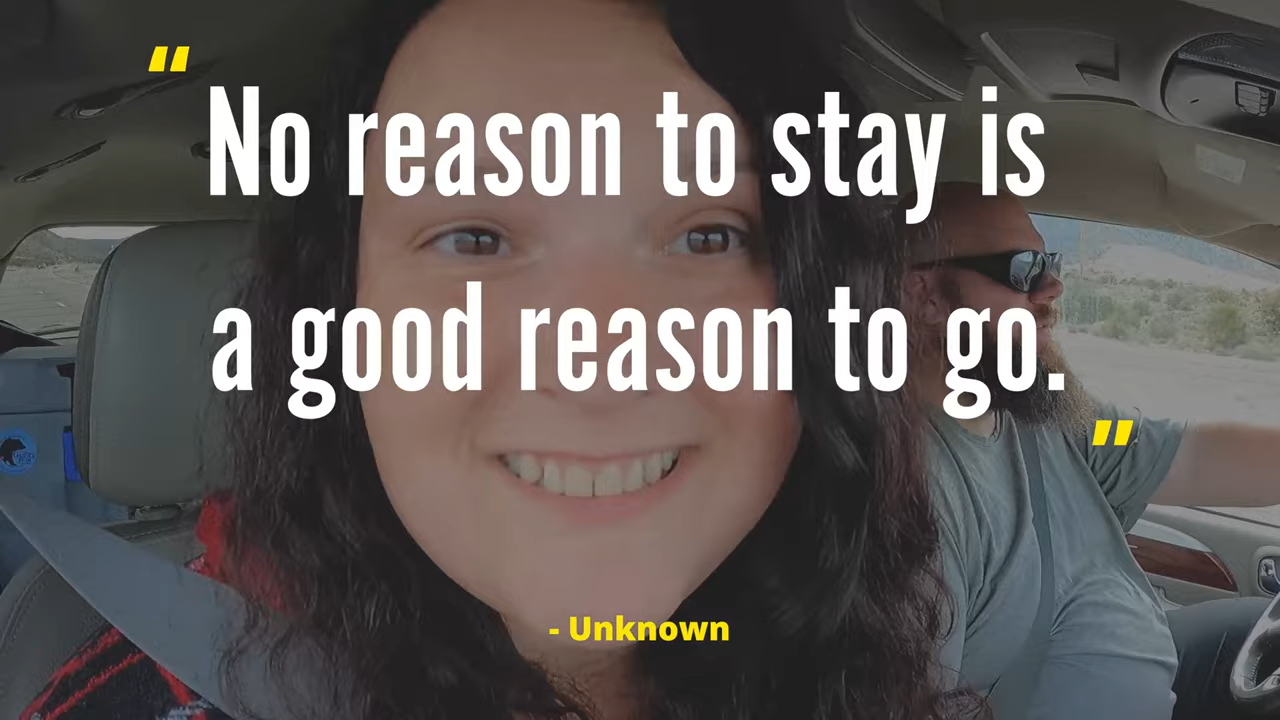 "No reason to stay is
a good reason to go."
- Unknown